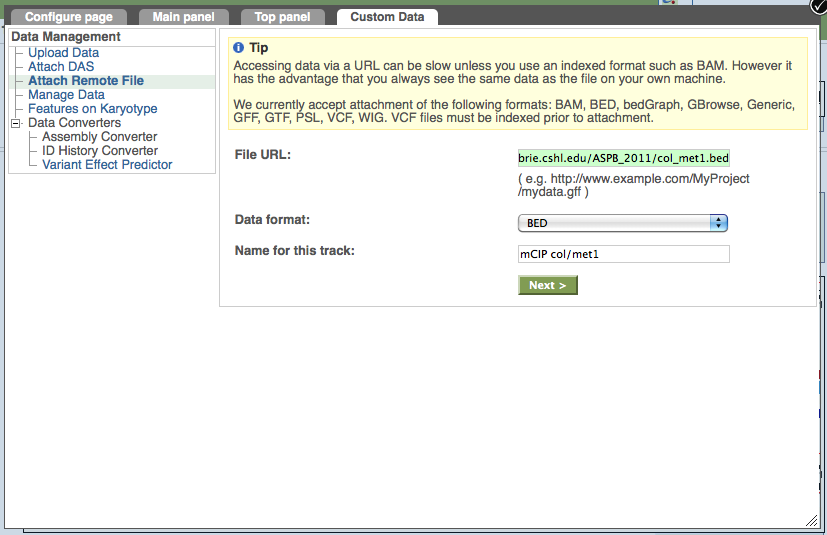 Configure page
Main panel
Top panel
Custom Data
Data Management
Upload Data
Attach DAS
Attach Remote File
Manage Data
Features on Karyotype
Data Converters
Assembly Converter
ID History Converter
Variant Effect Predictor
Tip
Accessing data via a URL can be slow unless you use an indexed format such as BAM. However it
has the advantage that you always see the same data as the file on your own machine.
We currently accept attachment of the following formats: BAM, BED, bedGraph, GBrowse, Generic,
GFF, GTF, PSL, VCF, WIG. VCF files must be indexed prior to attachment.
File URL:
brie.cshl.edu/ASPB_2011/col_met1.bed
( e.g. http://www.example.com/MyProject
/mydata.gff )
Data format:
BED
Name for this track:
mCIP col/met1
Next >